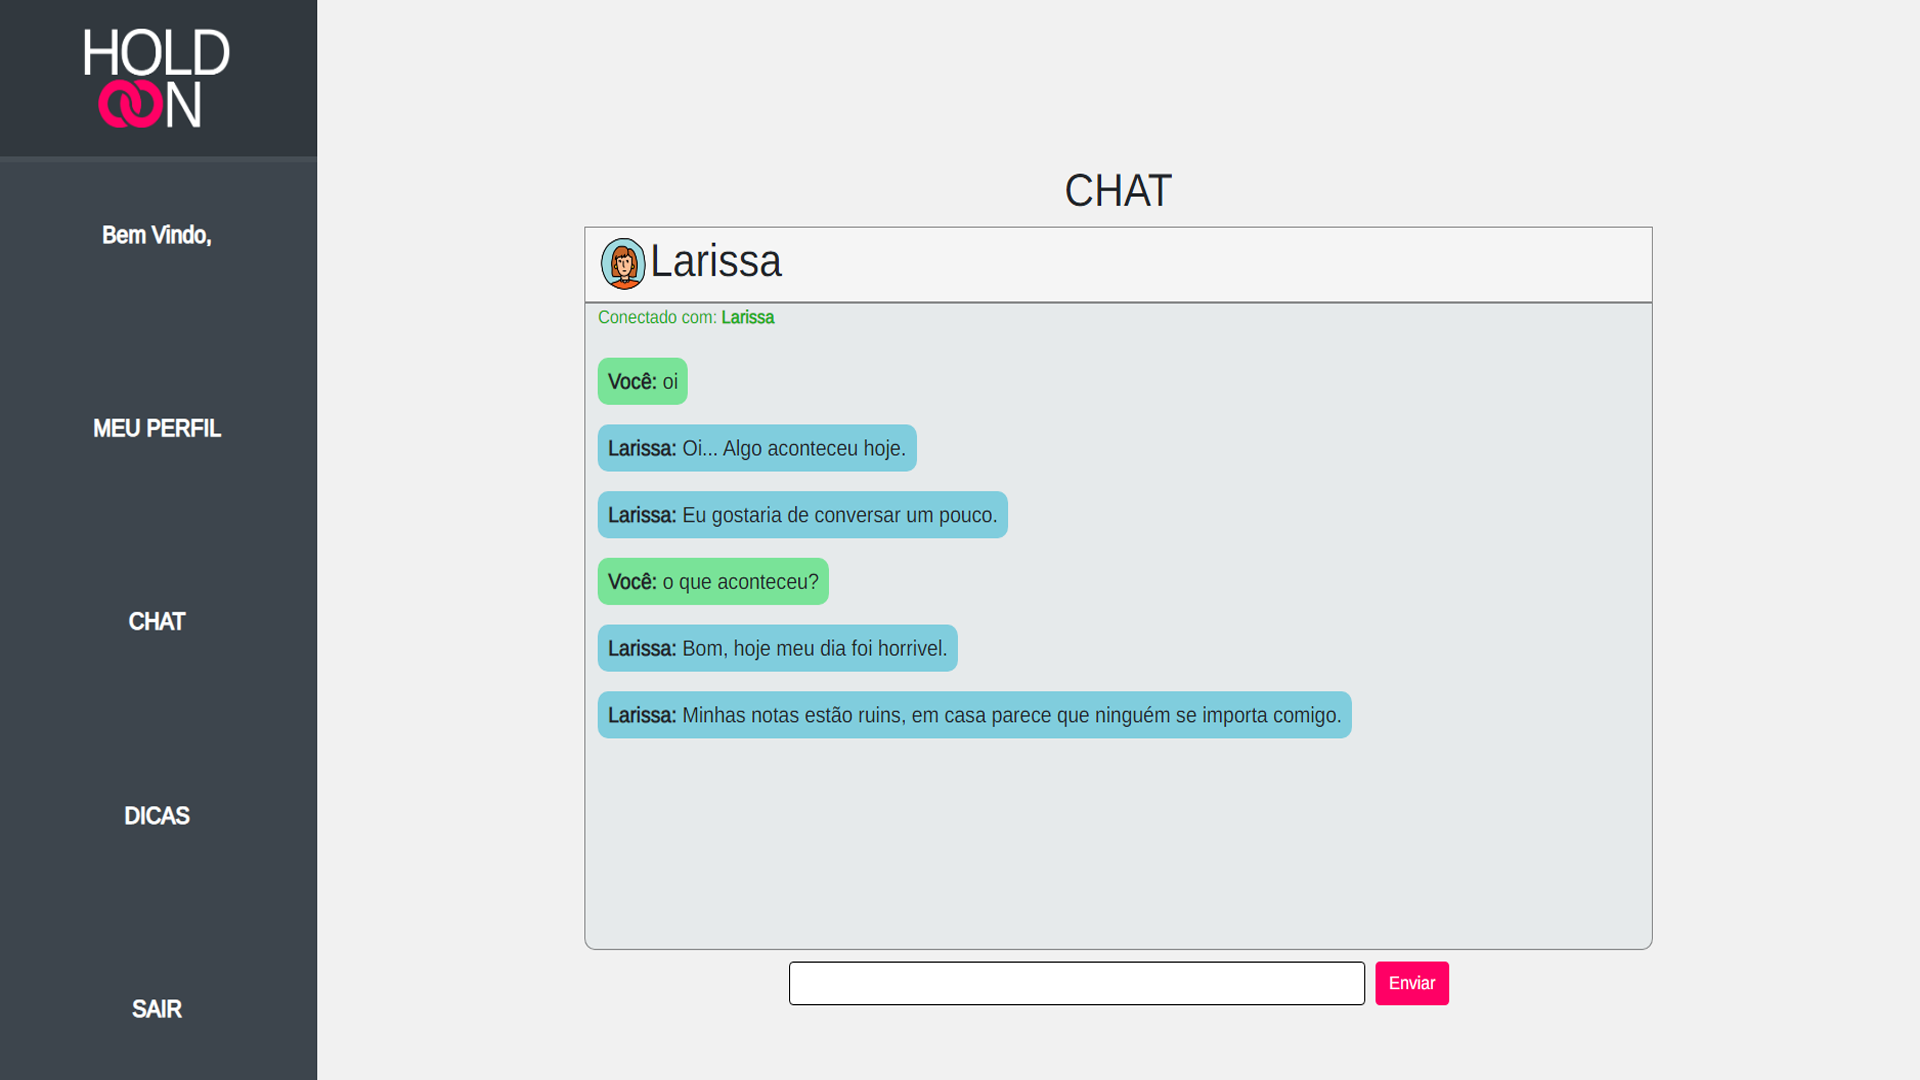 HOLD
ON
Bem Vindo,
MEU PERFIL
CHAT
DICAS
SAIR
CHAT
Larissa
Conectado com: Larissa
Você: oi
Larissa: Oi... Algo aconteceu hoje.
Larissa: Eu gostaria de conversar um pouco.
Você: o que aconteceu?
Larissa: Bom, hoje meu dia foi horrivel.
Larissa: Minhas notas estão ruins, em casa parece que ninguém se importa comigo.
Enviar